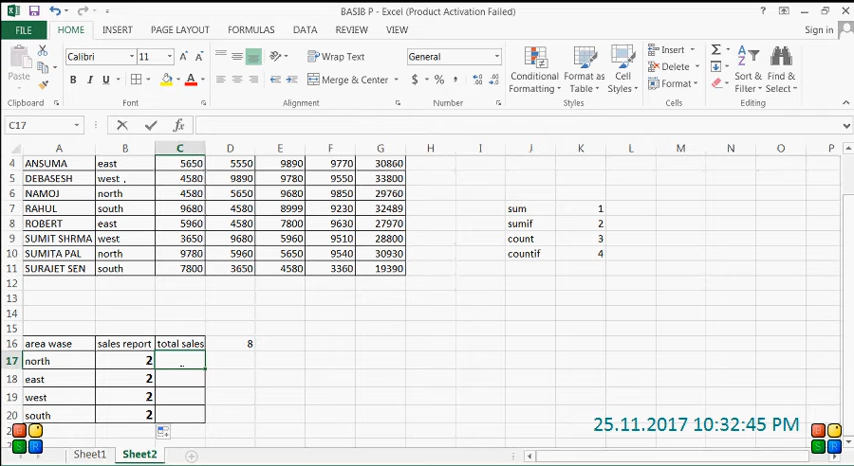 BASIB P - Excel (Product Activation Failed)
FILE HOME INSERT PAGE LAYOUT FORMULAS DATA REVIEW VIEW Sign in
Paste Calibri 11 Wrap Text General Conditional Formatting Format as Table Cell Styles Insert Sort & Filter Find & Select
B I U Merge & Center $ % Delete
Format
Clipboard Font Alignment Number Styles Cells Editing
C17 fx
A B C D E F G H I J K L M N O P
4 ANSUMA east 5650 5550 9890 9770 30860
5 DEBASESH west . 4580 9890 9780 9550 33800
6 NAMOJ north 4580 5650 9680 9850 29760
7 RAHUL south 9680 4580 8999 9230 32489 sum 1
8 ROBERT east 5960 4580 7800 9630 27970 sumif 2
9 SUMIT SHRMA west 3650 9680 5960 9510 28800 count 3
10 SUMITA PAL north 9780 5960 5650 9540 30930 countif 4
11 SURAJET SEN south 7800 3650 4580 3360 19390
12
13
14
15
16 area wase sales report total sales 8
17 north 2 ..
18 east 2
19 west 2
20 south 2
25.11.2017 10:32:45 PM
Sheet1 Sheet2